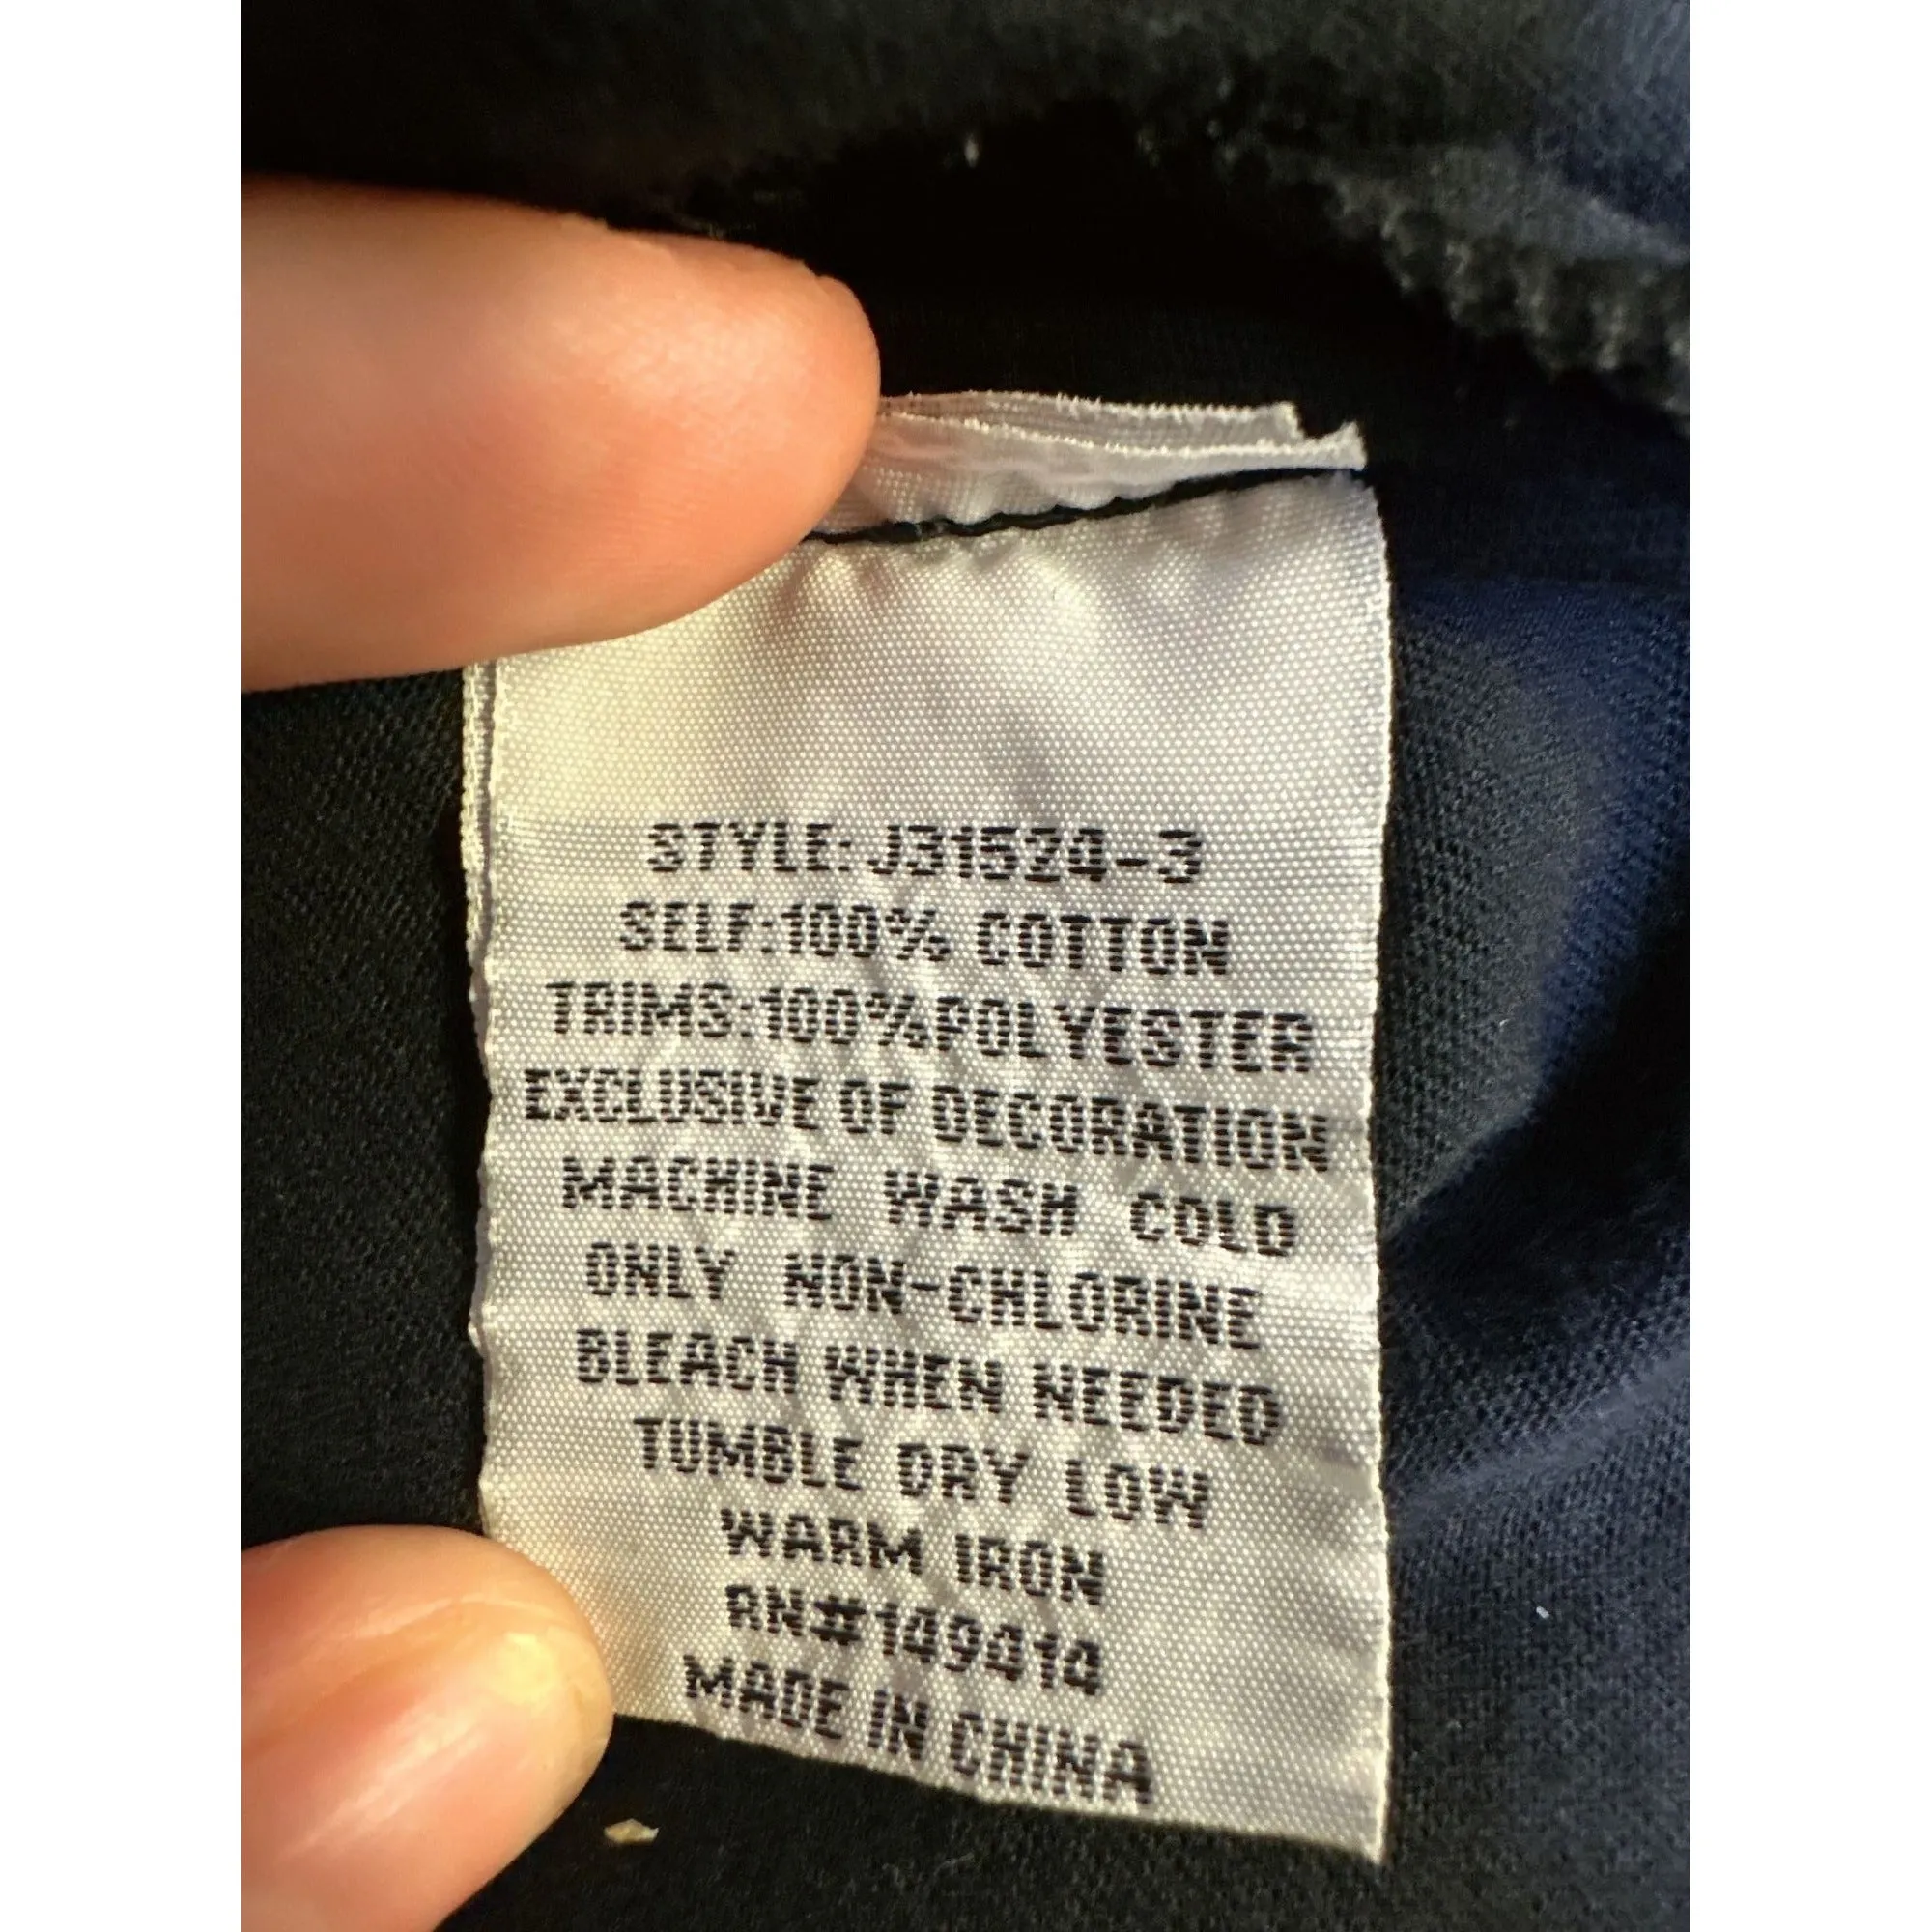 STYLE: J31524-3
SELF:100% COTTON
TRIMS:100%POLYESTER
EXCLUSIVE OF DECORATION
MACHINE WASH COLD
ONLY NON-CHLORINE
BLEACH WHEN NEEDED
TUMBLE DRY LOW
WARM IRON
RN#149414
MADE IN CHINA